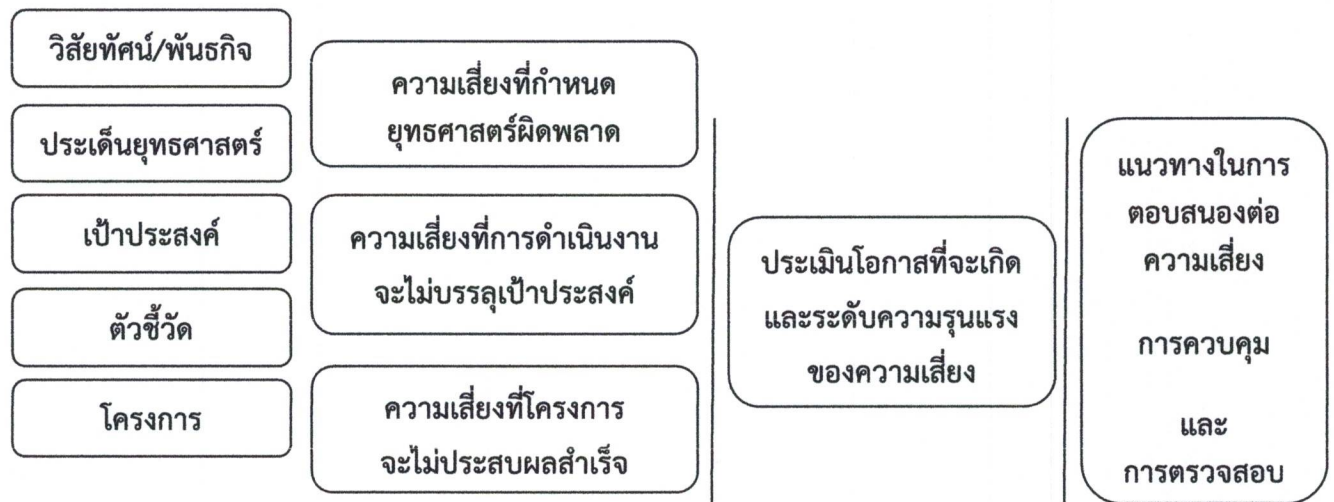 วิสัยทัศน์/พันธกิจ
ประเด็นยุทธศาสตร์
เป้าประสงค์
ตัวชี้วัด
โครงการ
ความเสี่ยงที่กำหนด
ยุทธศาสตร์ผิดพลาด
ความเสี่ยงที่การดำเนินงาน
จะไม่บรรลุเป้าประสงค์
ความเสี่ยงที่โครงการ
จะไม่ประสบผลสำเร็จ
ประเมินโอกาสที่จะเกิด
และระดับความรุนแรง
ของความเสี่ยง
แนวทางในการ
ตอบสนองต่อ
ความเสี่ยง
การควบคุม
และ
การตรวจสอบ